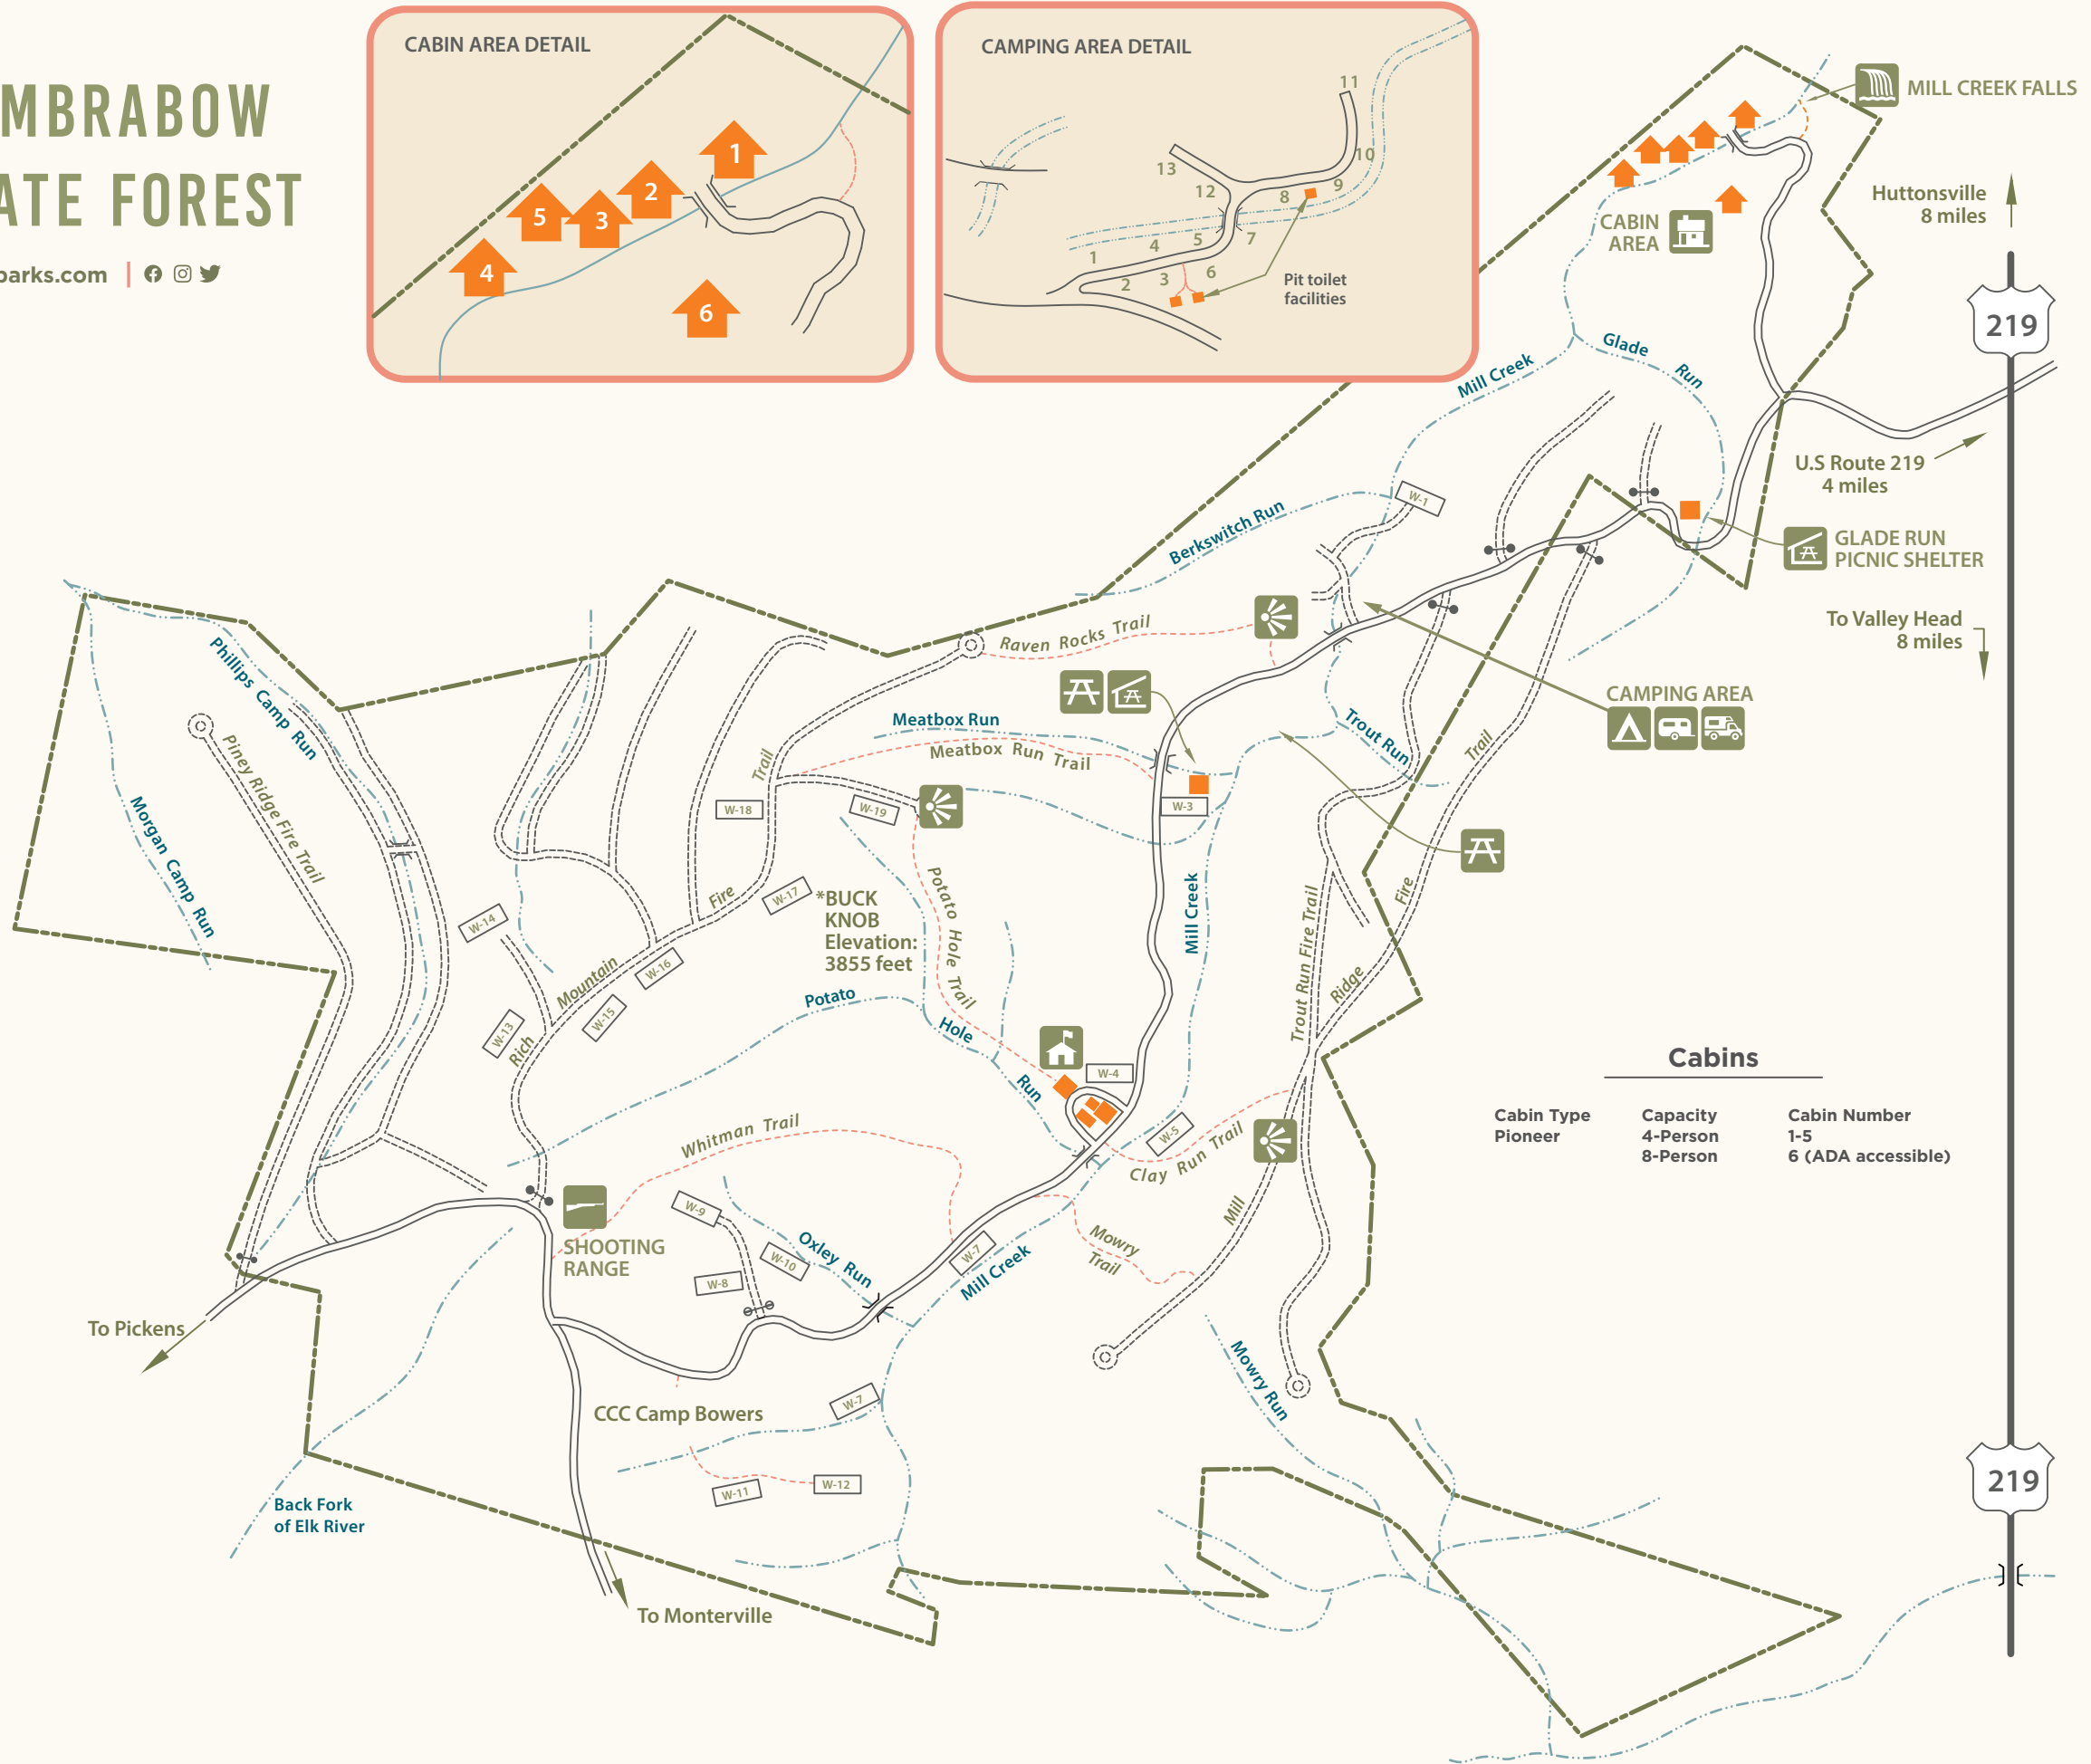 MBRABOW
ATE FOREST
parks.com
CABIN AREA DETAIL
1
2
3
5
4
6
CAMPING AREA DETAIL
11
10
13
12
9
8
7
5
4
1
6
3
2
Pit toilet
facilities
MILL CREEK FALLS
Huttonsville
8 miles
CABIN
AREA
219
Glade
Run
Mill Creek
U.S Route 219
4 miles
W-1
Berkswitch Run
GLADE RUN
PICNIC SHELTER
To Valley Head
8 miles
Raven Rocks Trail
Phillips Camp Run
CAMPING AREA
Meatbox Run
Meatbox Run Trail
Trout Run
Trail
Piney Ridge Fire Trail
Morgan Camp Run
Trail
W-18
W-19
W-3
Fire
W-17
*BUCK
KNOB
Elevation:
3855 feet
Potato Hole Trail
Mill Creek
Trout Run Fire Trail
Fire
Ridge
W-14
W-16
Mountain
W-15
W-13
Rich
Potato
Hole
Run
W-4
W-5
Cabins
Cabin Type
Capacity
Cabin Number
Pioneer
4-Person
1-5
8-Person
6 (ADA accessible)
Whitman Trail
Clay Run Trail
Mill
SHOOTING
RANGE
W-9
W-10
W-8
Oxley Run
W-7
Mill Creek
Mowry
Trail
To Pickens
Mowry Run
CCC Camp Bowers
W-7
W-11
W-12
219
Back Fork
of Elk River
To Monterville